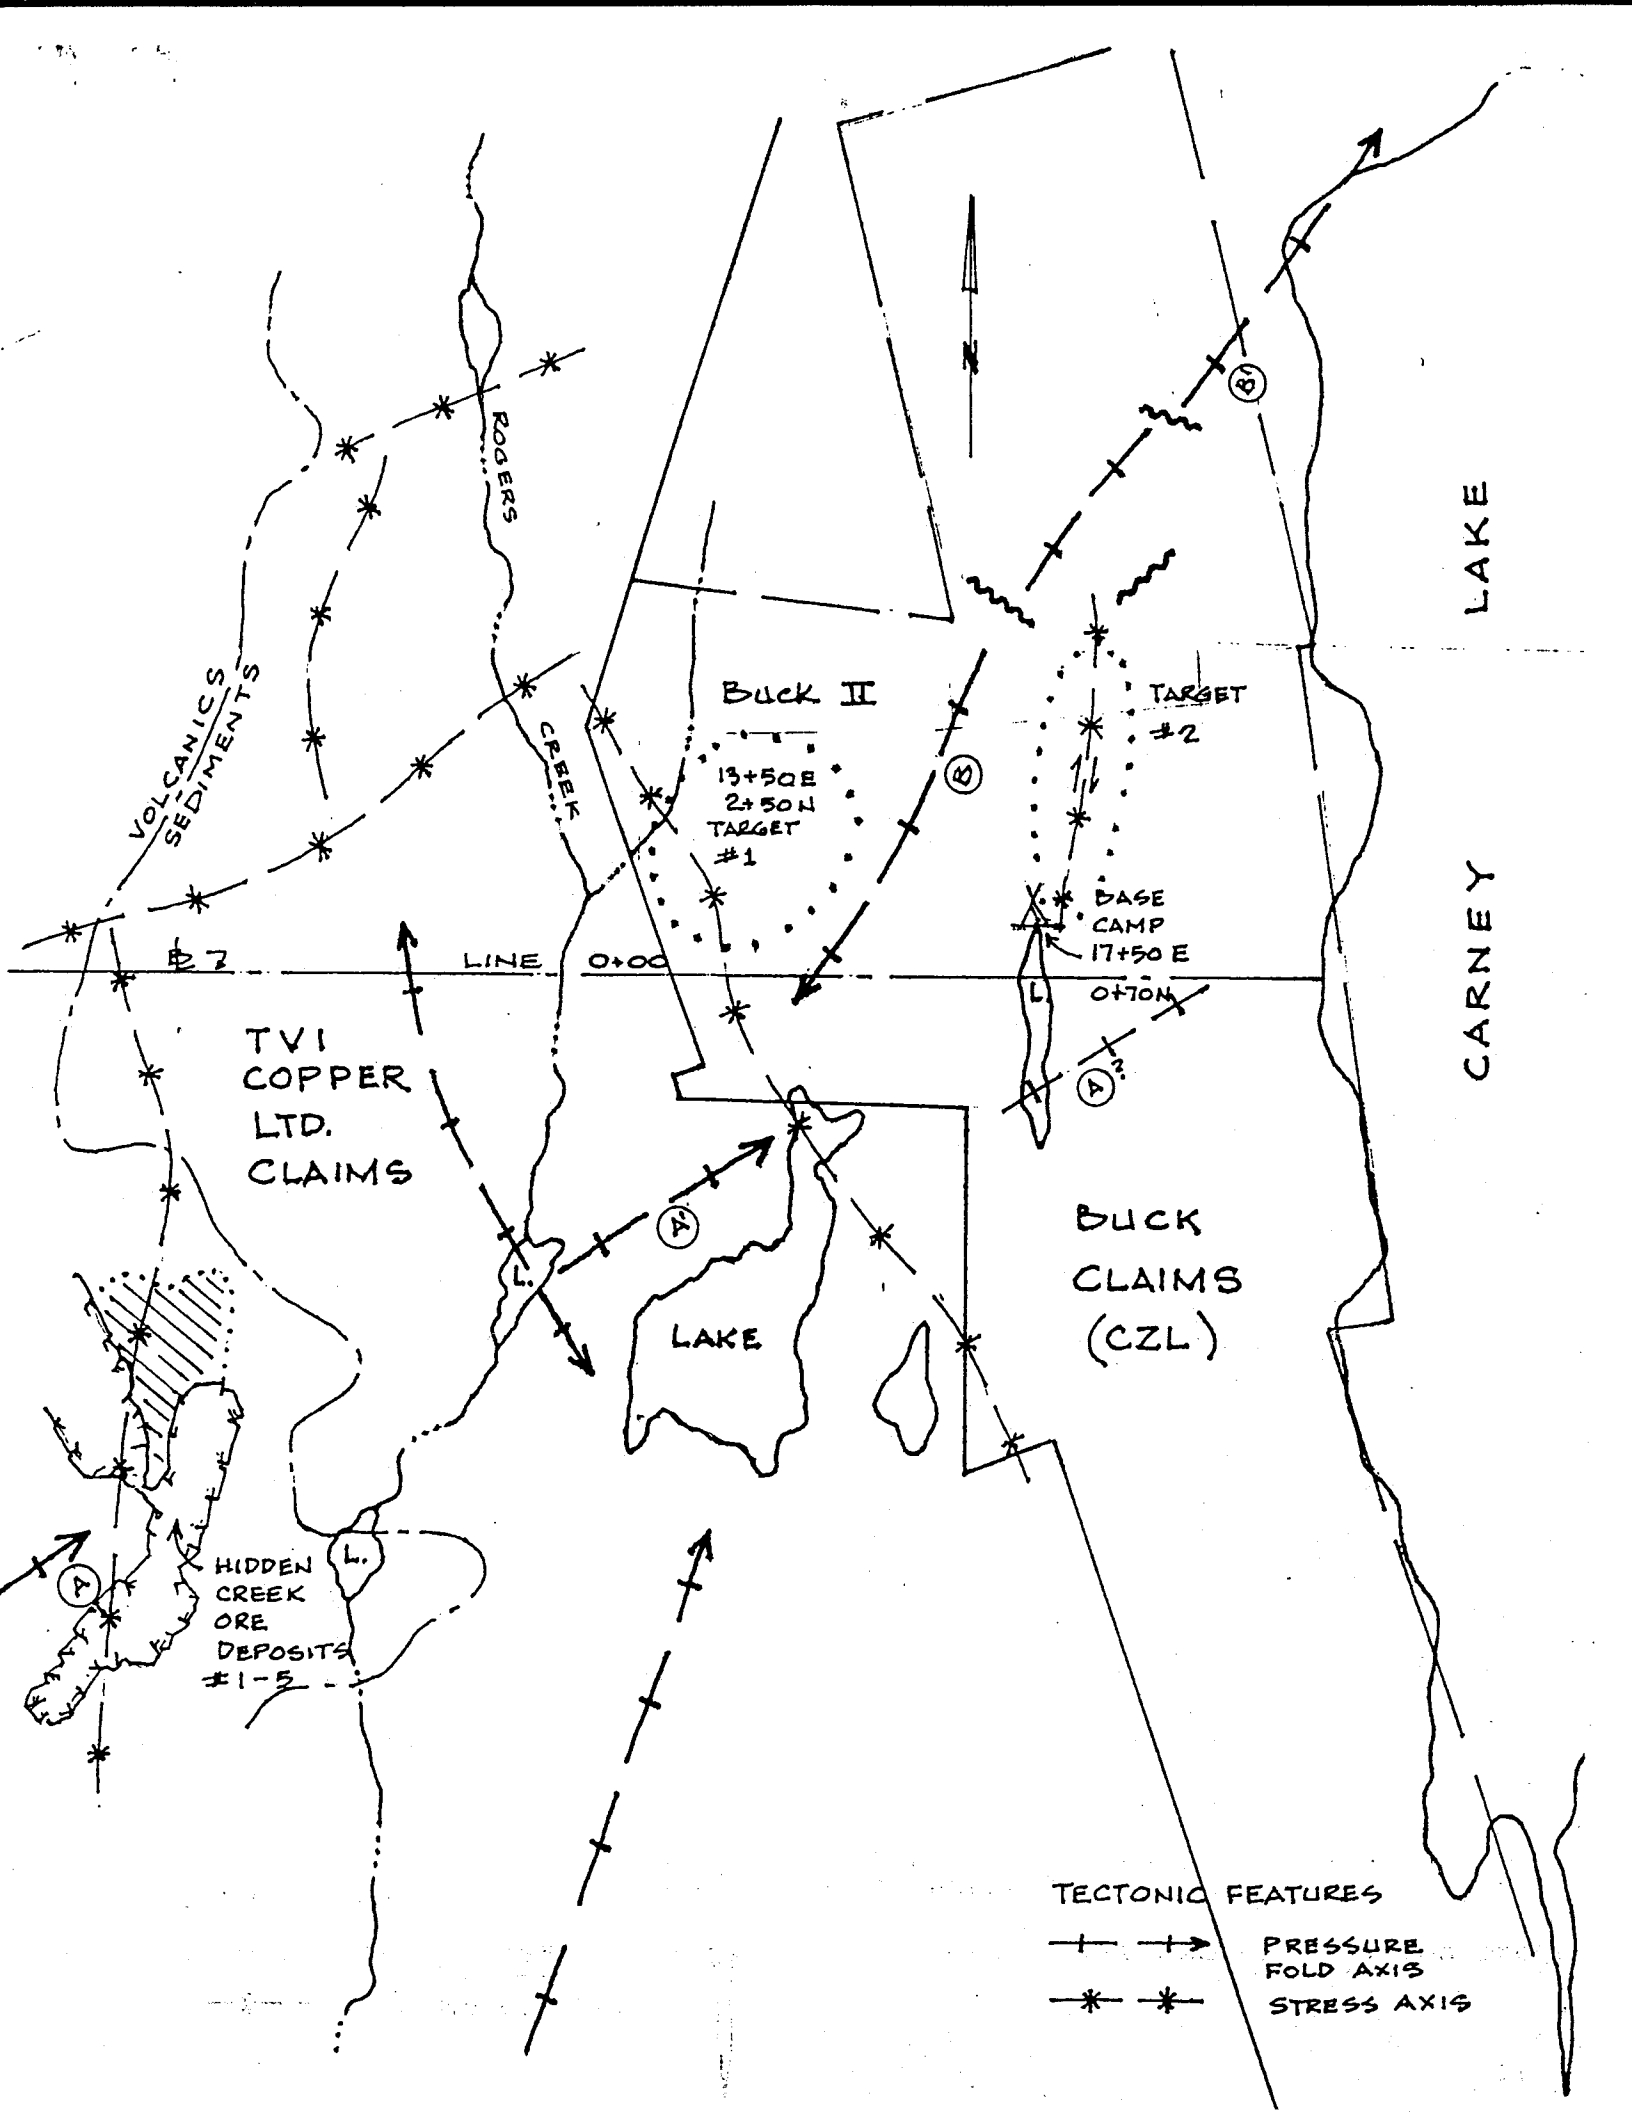 N
ROGERS
CREEK
B'
LAKE
CARNEY
VOLCANICS
SEDIMENTS
BUCK II
13+50E
2+50N
TARGET
#1
B
TARGET
#2
BASE
CAMP
17+50 E
0+70N
L.
LINE 0+00
TVI
COPPER
LTD.
CLAIMS
A?
A'
L.
LAKE
BUCK
CLAIMS
(CZL)
A
HIDDEN
CREEK
ORE
DEPOSITS
#1-5
L.
TECTONIC FEATURES
PRESSURE
FOLD AXIS
STRESS AXIS